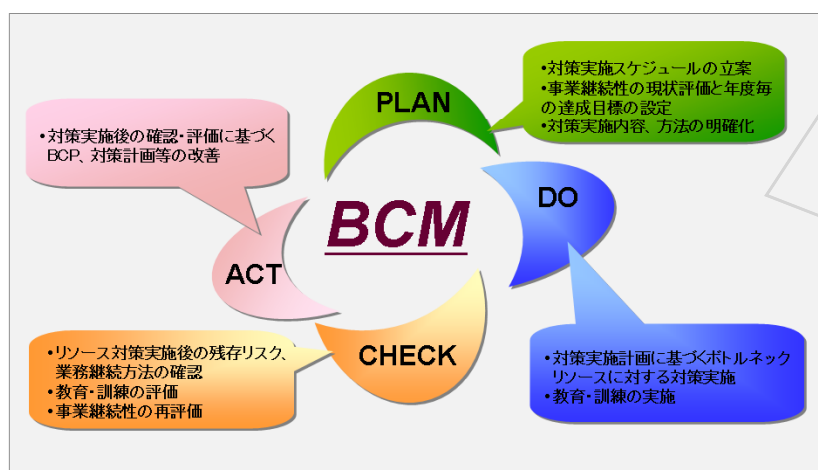 PLAN
・対策実施スケジュールの立案
・事業継続性の現状評価と年度毎
の達成目標の設定
・対策実施内容、方法の明確化
・対策実施後の確認・評価に基づく
BCP、対策計画等の改善
BCM
DO
ACT
CHECK
・リソース対策実施後の残存リスク、
業務継続方法の確認
・教育・訓練の評価
・事業継続性の再評価
・対策実施計画に基づくボトルネック
リソースに対する対策実施
・教育・訓練の実施